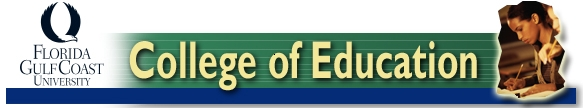 FLORIDA
GULF COAST
UNIVERSITY
College of Education